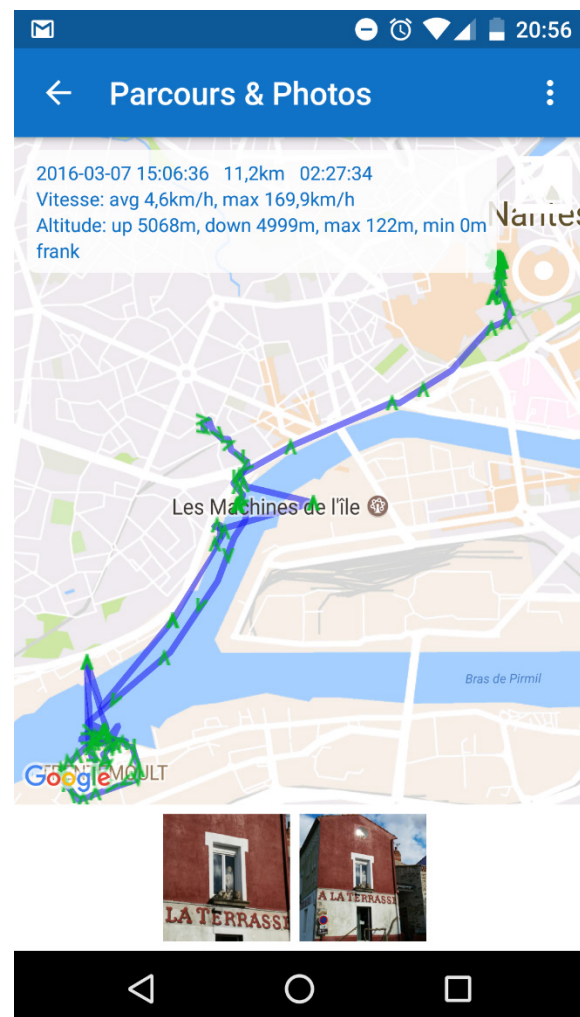 20:56
Parcours & Photos
2016-03-07 15:06:36 11,2km 02:27:34
Vitesse: avg 4,6km/h, max 169,9km/h
Altitude: up 5068m, down 4999m, max 122m, min 0m
frank
Nantes
Les Machines de l'île
Bras de Pirmil
Google
LA TERRASSE
A LA TERRASSE